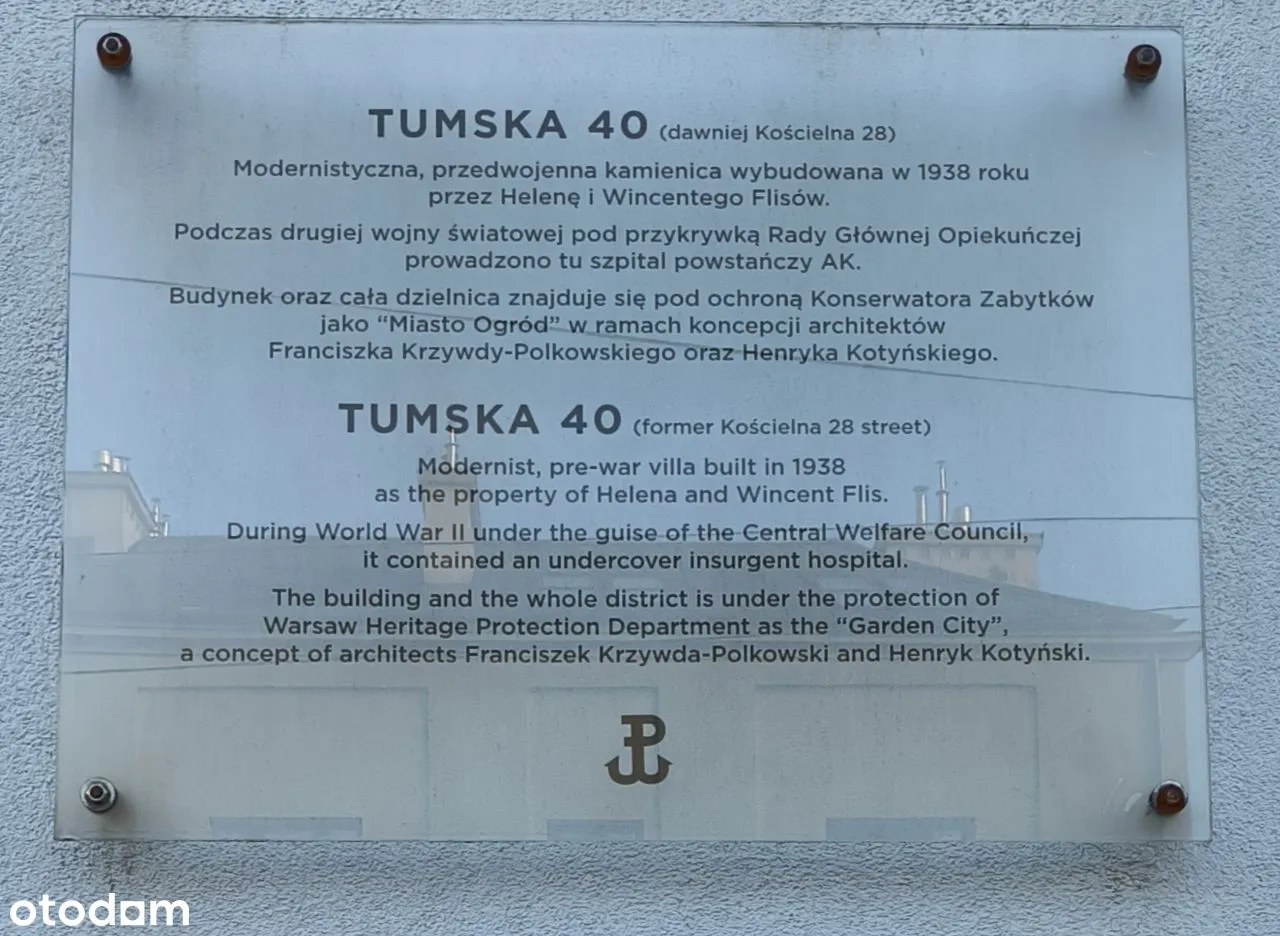 TUMSKA 40 (dawniej Kościelna 28)
Modernistyczna, przedwojenna kamienica wybudowana w 1938 roku
przez Helenę i Wincentego Flisów.
Podczas drugiej wojny światowej pod przykrywką Rady Głównej Opiekuńczej
prowadzono tu szpital powstańczy AK.
Budynek oraz cała dzielnica znajduje się pod ochroną Konserwatora Zabytków
jako “Miasto Ogród” w ramach koncepcji architektów
Franciszka Krzywdy-Polkowskiego oraz Henryka Kotyńskiego.
TUMSKA 40 (former Kościelna 28 street)
Modernist, pre-war villa built in 1938
as the property of Helena and Wincent Flis.
During World War II under the guise of the Central Welfare Council,
it contained an undercover insurgent hospital.
The building and the whole district is under the protection of
Warsaw Heritage Protection Department as the “Garden City”,
a concept of architects Franciszek Krzywda-Polkowski and Henryk Kotyński.
otodom